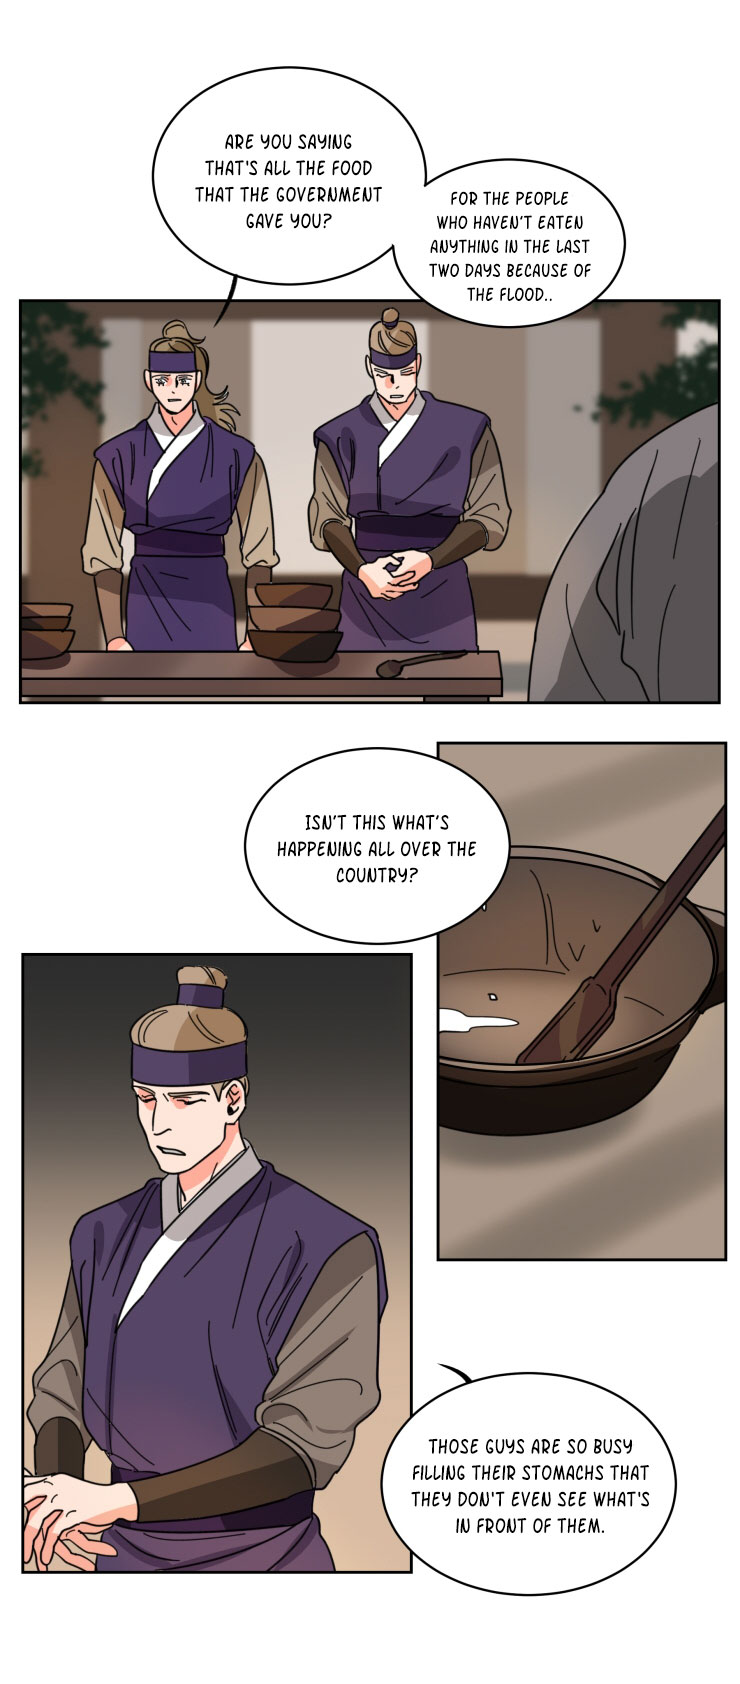 ARE YOU SAYING
THAT'S ALL THE FOOD
THAT THE GOVERNMENT
GAVE YOU?
FOR THE PEOPLE
WHO HAVEN'T EATEN
ANYTHING IN THE LAST
TWO DAYS BECAUSE OF
THE FLOOD..
ISN'T THIS WHAT'S
HAPPENING ALL OVER THE
COUNTRY?
THOSE GUYS ARE SO BUSY
FILLING THEIR STOMACHS THAT
THEY DON'T EVEN SEE WHAT'S
IN FRONT OF THEM.